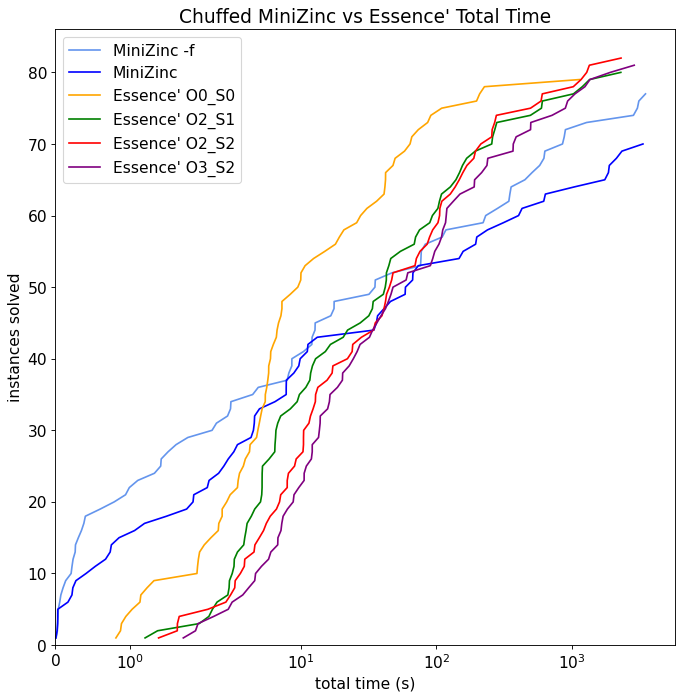 Chuffed MiniZinc vs Essence' Total Time
MiniZinc -f
MiniZinc
Essence' O0_S0
Essence' O2_S1
Essence' O2_S2
Essence' O3_S2
80
70
60
50
40
30
20
10
0
instances solved
0 10⁰ 10¹ 10² 10³
total time (s)